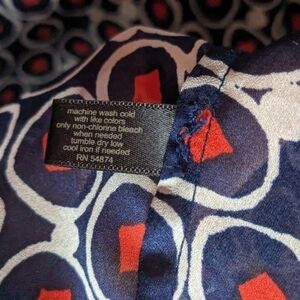 machine wash cold
with like colors
only non-chlorine bleach
when needed
tumble dry low
cool iron if needed
RN 54874